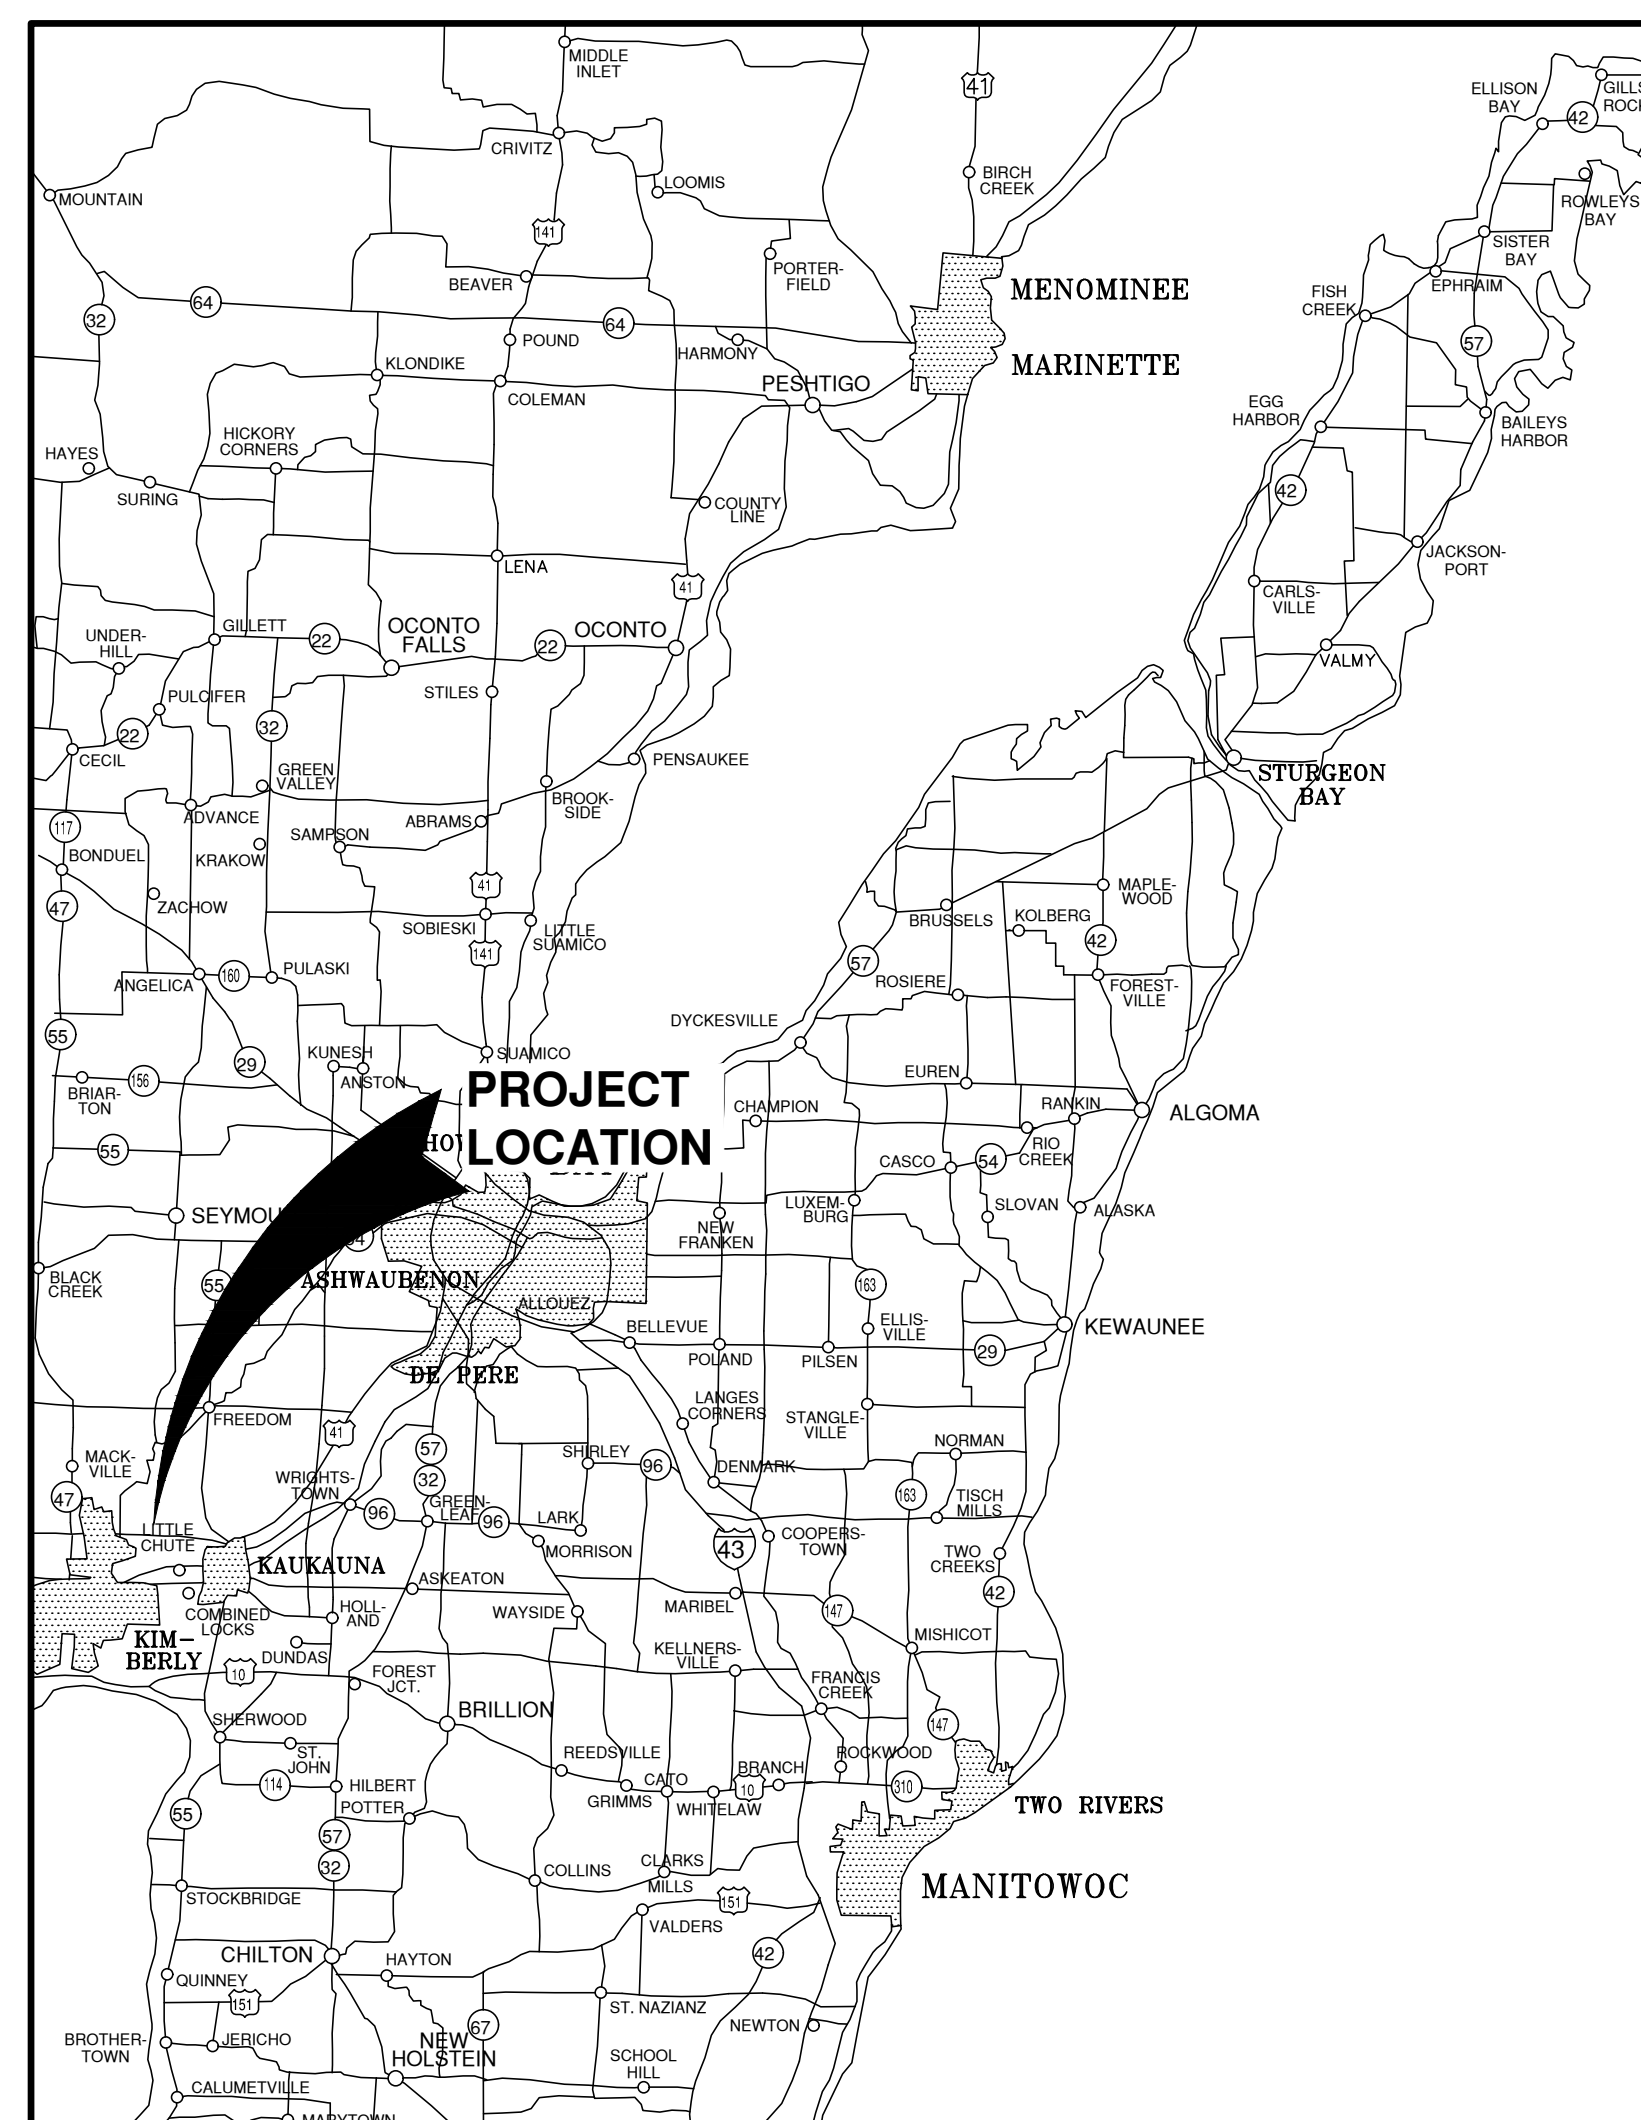 MIDDLE
INLET
41
ELLISON
BAY
42
CRIVITZ
BIRCH
CREEK
LOOMIS
MOUNTAIN
ROWLEYS
BAY
141
SISTER
BAY
PORTER-
FIELD
BEAVER
EPHRAIM
MENOMINEE
FISH
CREEK
64
32
64
POUND
HARMONY
57
KLONDIKE
MARINETTE
PESHTIGO
COLEMAN
EGG
HARBOR
BAILEYS
HARBOR
HICKORY
CORNERS
HAYES
SURING
42
COUNTY
LINE
JACKSON-
PORT
LENA
41
CARLS-
VILLE
GILLETT
OCONTO
FALLS
OCONTO
22
22
UNDER-
HILL
VALMY
PULCIFER
STILES
32
22
CECIL
PENSAUKEE
GREEN
VALLEY
STURGEON
BAY
BROOK-
SIDE
ADVANCE
ABRAMS
117
SAMPSON
BONDUEL
KRAKOW
41
MAPLE-
WOOD
47
ZACHOW
BRUSSELS
KOLBERG
SOBIESKI
LITTLE
SUAMICO
42
141
57
PULASKI
160
ANGELICA
ROSIERE
FOREST-
VILLE
DYCKESVILLE
55
KUNESH
SUAMICO
29
EUREN
156
ANSTON
BRIAR-
TON
PROJECT
LOCATION
CHAMPION
RANKIN
ALGOMA
55
RIO
CREEK
CASCO
54
LUXEM-
BURG
SLOVAN
ALASKA
NEW
FRANKEN
BLACK
CREEK
55
ASHWAUBENON
163
ALLOUEZ
BELLEVUE
ELLIS-
VILLE
KEWAUNEE
POLAND
PILSEN
29
DE PERE
LANGES
CORNERS
FREEDOM
STANGLE-
VILLE
41
57
NORMAN
SHIRLEY
MACK-
VILLE
96
DENMARK
WRIGHTS-
TOWN
32
47
163
TISCH
MILLS
96
GREEN-
LEAF
96
LARK
LITTLE
CHUTE
COOPERS-
TOWN
43
MORRISON
TWO
CREEKS
KAUKAUNA
ASKEATON
42
COMBINED
LOCKS
HOLL-
AND
WAYSIDE
MARIBEL
147
KIM-
BERLY
MISHICOT
DUNDAS
KELLNERS-
VILLE
10
FOREST
JCT.
FRANCIS
CREEK
BRILLION
SHERWOOD
147
ST.
JOHN
REEDSVILLE
ROCKWOOD
BRANCH
114
HILBERT
CATO
10
310
GRIMMS
WHITELAW
POTTER
55
TWO RIVERS
57
32
CLARKS
MILLS
COLLINS
MANITOWOC
STOCKBRIDGE
151
VALDERS
CHILTON
42
HAYTON
QUINNEY
151
ST. NAZIANZ
67
NEWTON
BROTHER-
TOWN
JERICHO
NEW
HOLSTEIN
SCHOOL
HILL
CALUMETVILLE
MARYTOWN